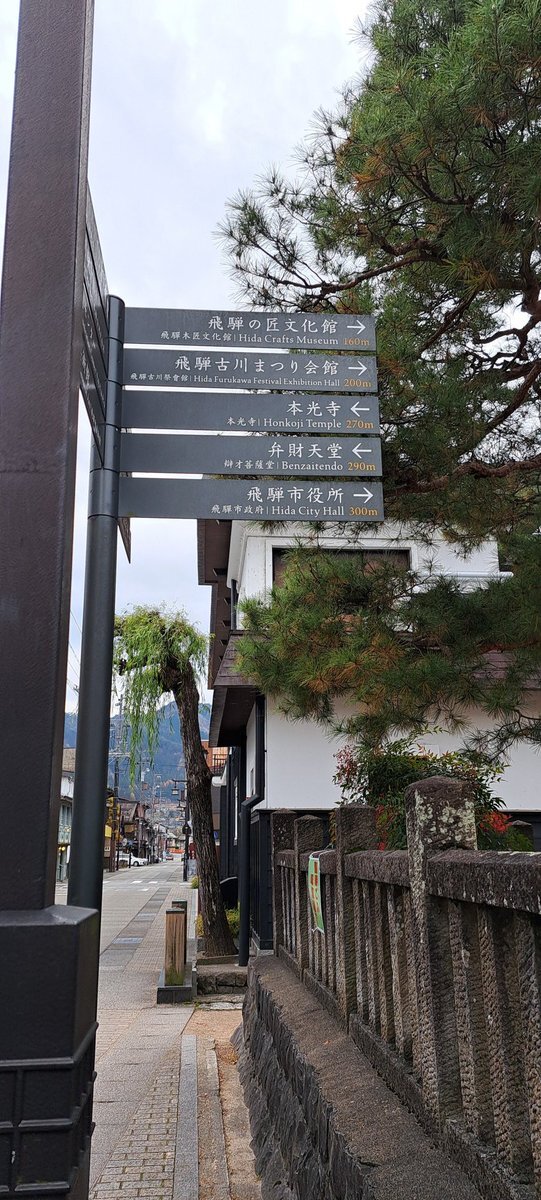 飛騨の匠文化館 →
飛騨木匠文化館 | Hida Crafts Museum 160m
飛騨古川まつり会館 →
飛騨古川祭會館 | Hida Furukawa Festival Exhibition Hall 200m
本光寺 ←
本光寺 | Honkoji Temple 270m
弁財天堂 ←
辯才菩薩堂 | Benzaitendo 290m
飛騨市役所 →
飛騨市政府 | Hida City Hall 300m